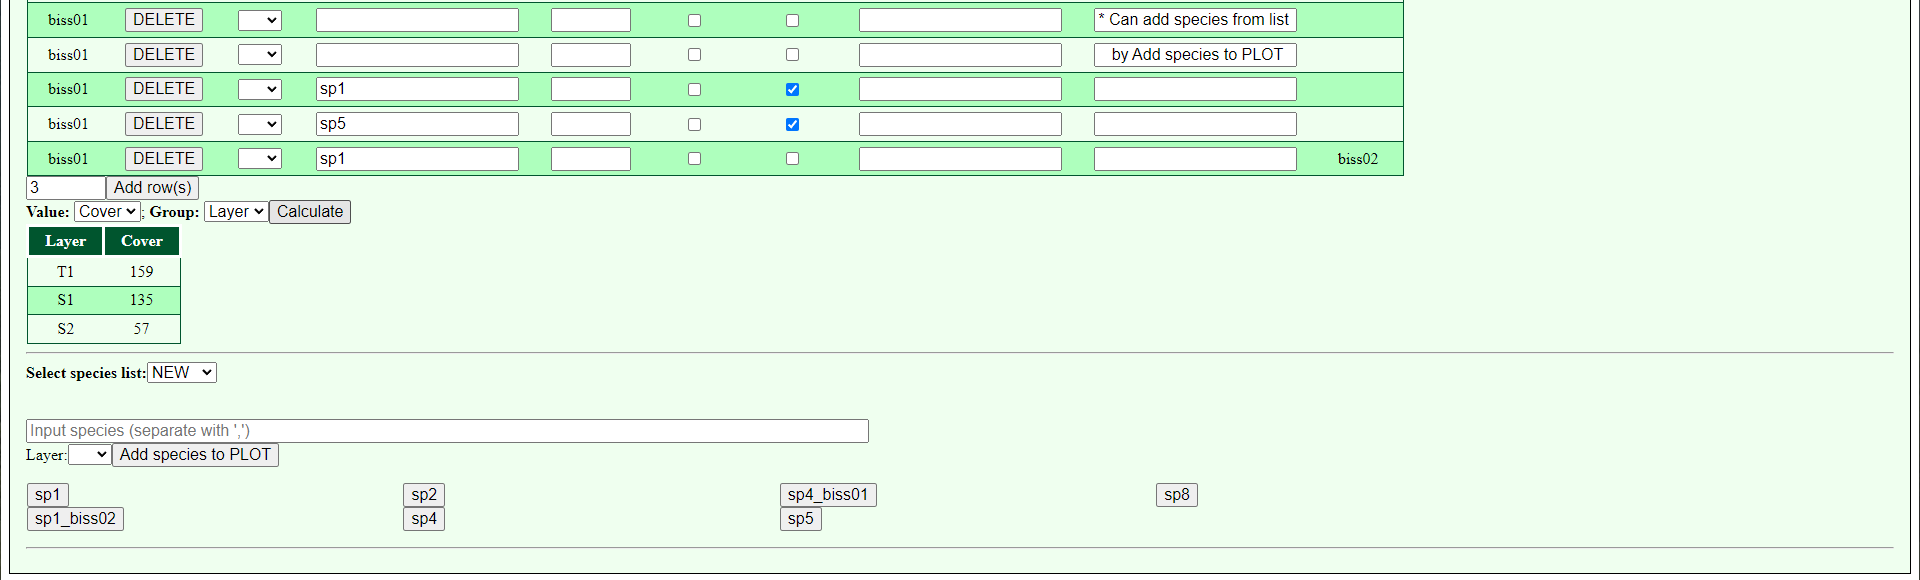 biss01 DELETE * Can add species from list
biss01 DELETE by Add species to PLOT
biss01 DELETE sp1
biss01 DELETE sp5
biss01 DELETE sp1 biss02
3 Add row(s)
Value: Cover ; Group: Layer Calculate
Layer Cover
T1 159
S1 135
S2 57
Select species list: NEW
Input species (separate with ',')
Layer: Add species to PLOT
sp1 sp2 sp4_biss01 sp8
sp1_biss02 sp4 sp5